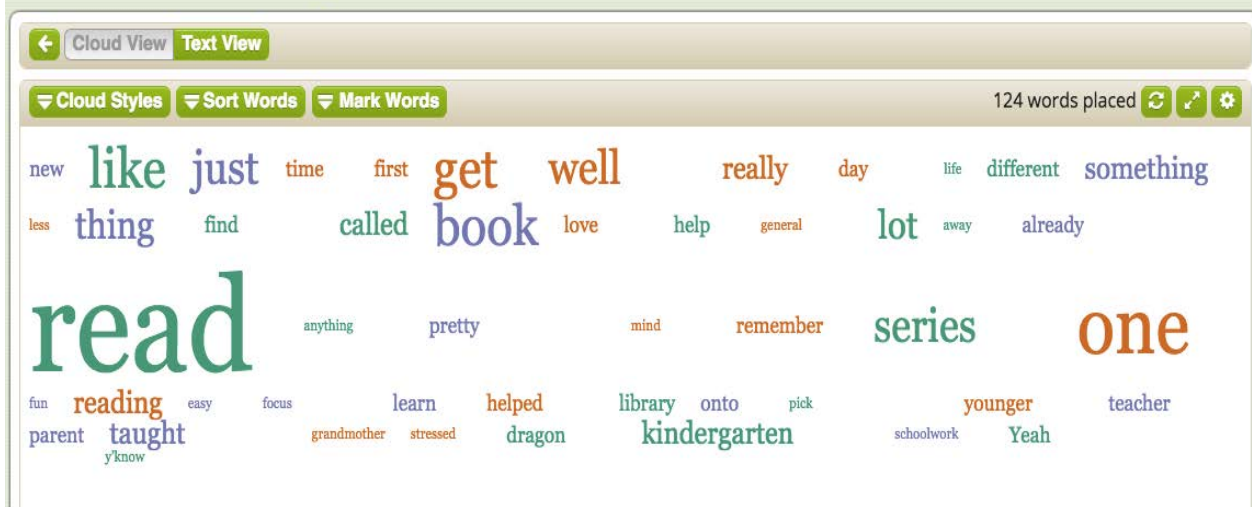 Cloud View Text View
Cloud Styles Sort Words Mark Words 124 words placed
new like just time first get well really day life different something
less thing find called book love help general lot away already
read anything pretty mind remember series one
fun reading easy focus learn helped library onto pick younger teacher
parent taught grandmother stressed dragon kindergarten schoolwork Yeah
y'know